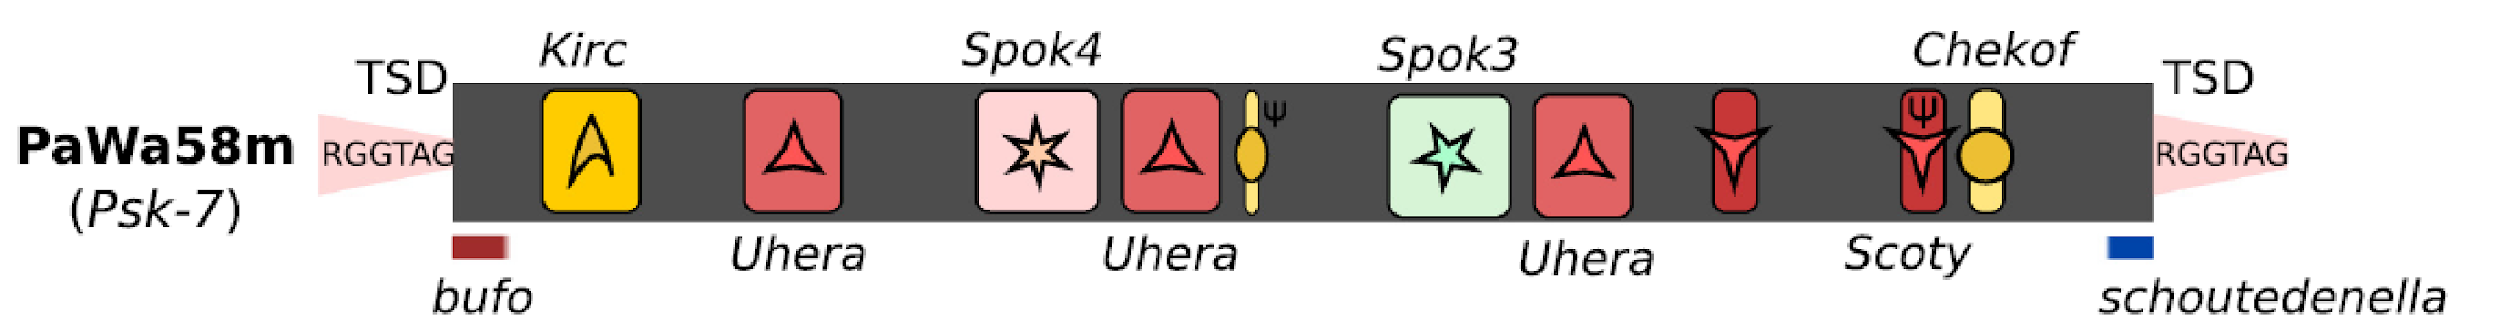 Kirc Spok4 Spok3 Chekof
TSD TSD
PaWa58m RGGTAG ψ ψ RGGTAG
(Psk-7)
Uhera Uhera Uhera Scoty
bufo schoutedenella